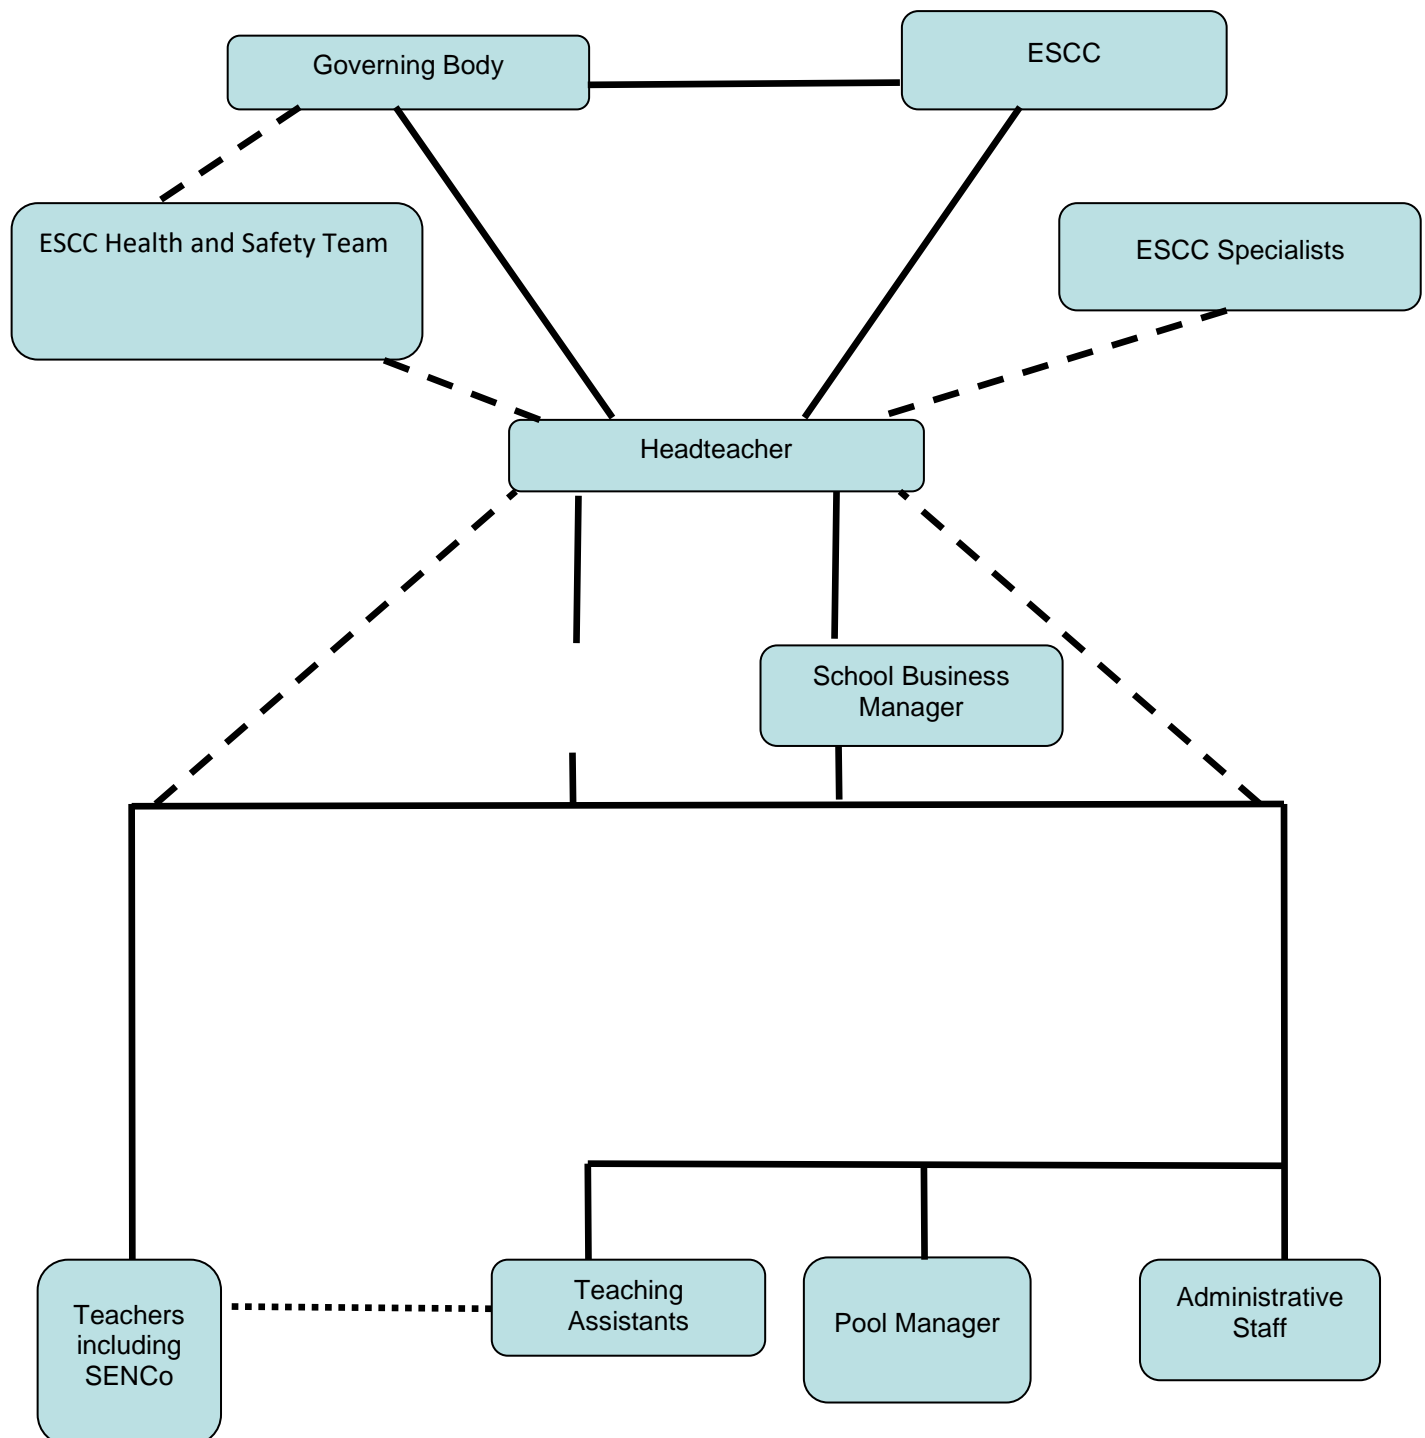 Governing Body
ESCC
ESCC Health and Safety Team
ESCC Specialists
Headteacher
School Business
Manager
Teachers
including
SENCo
Teaching
Assistants
Pool Manager
Administrative
Staff